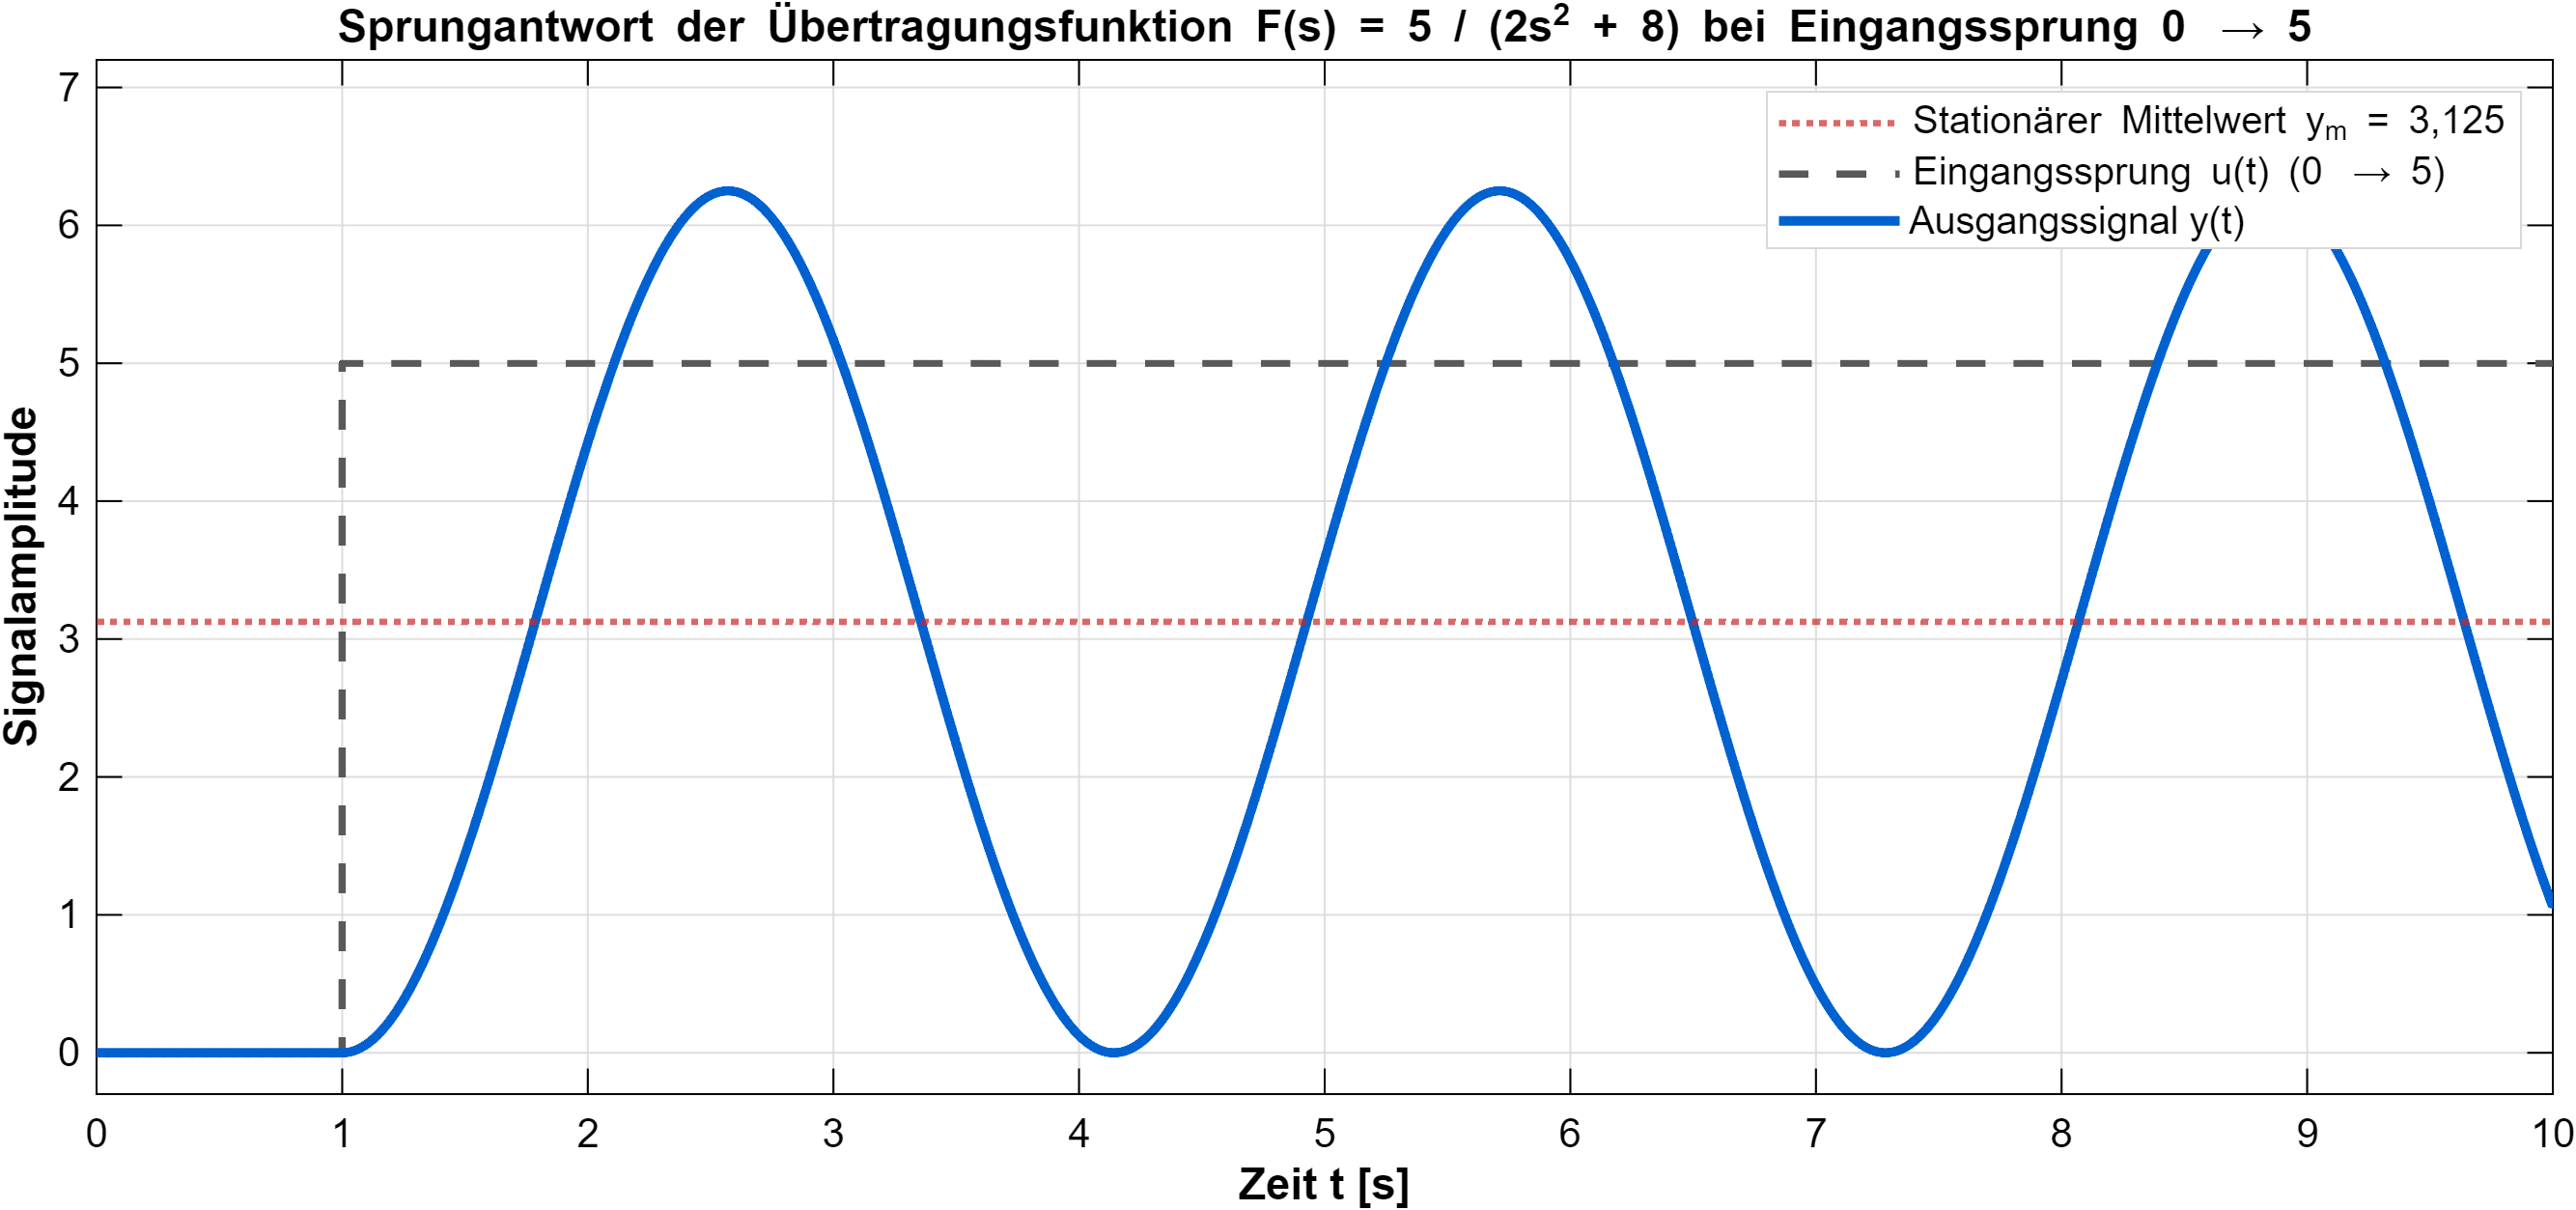 Sprungantwort der Übertragungsfunktion F(s) = 5 / (2s² + 8) bei Eingangssprung 0 → 5
Signalamplitude
7
6
5
4
3
2
1
0
Stationärer Mittelwert yₘ = 3,125
Eingangssprung u(t) (0 → 5)
Ausgangssignal y(t)
0 1 2 3 4 5 6 7 8 9 10
Zeit t [s]